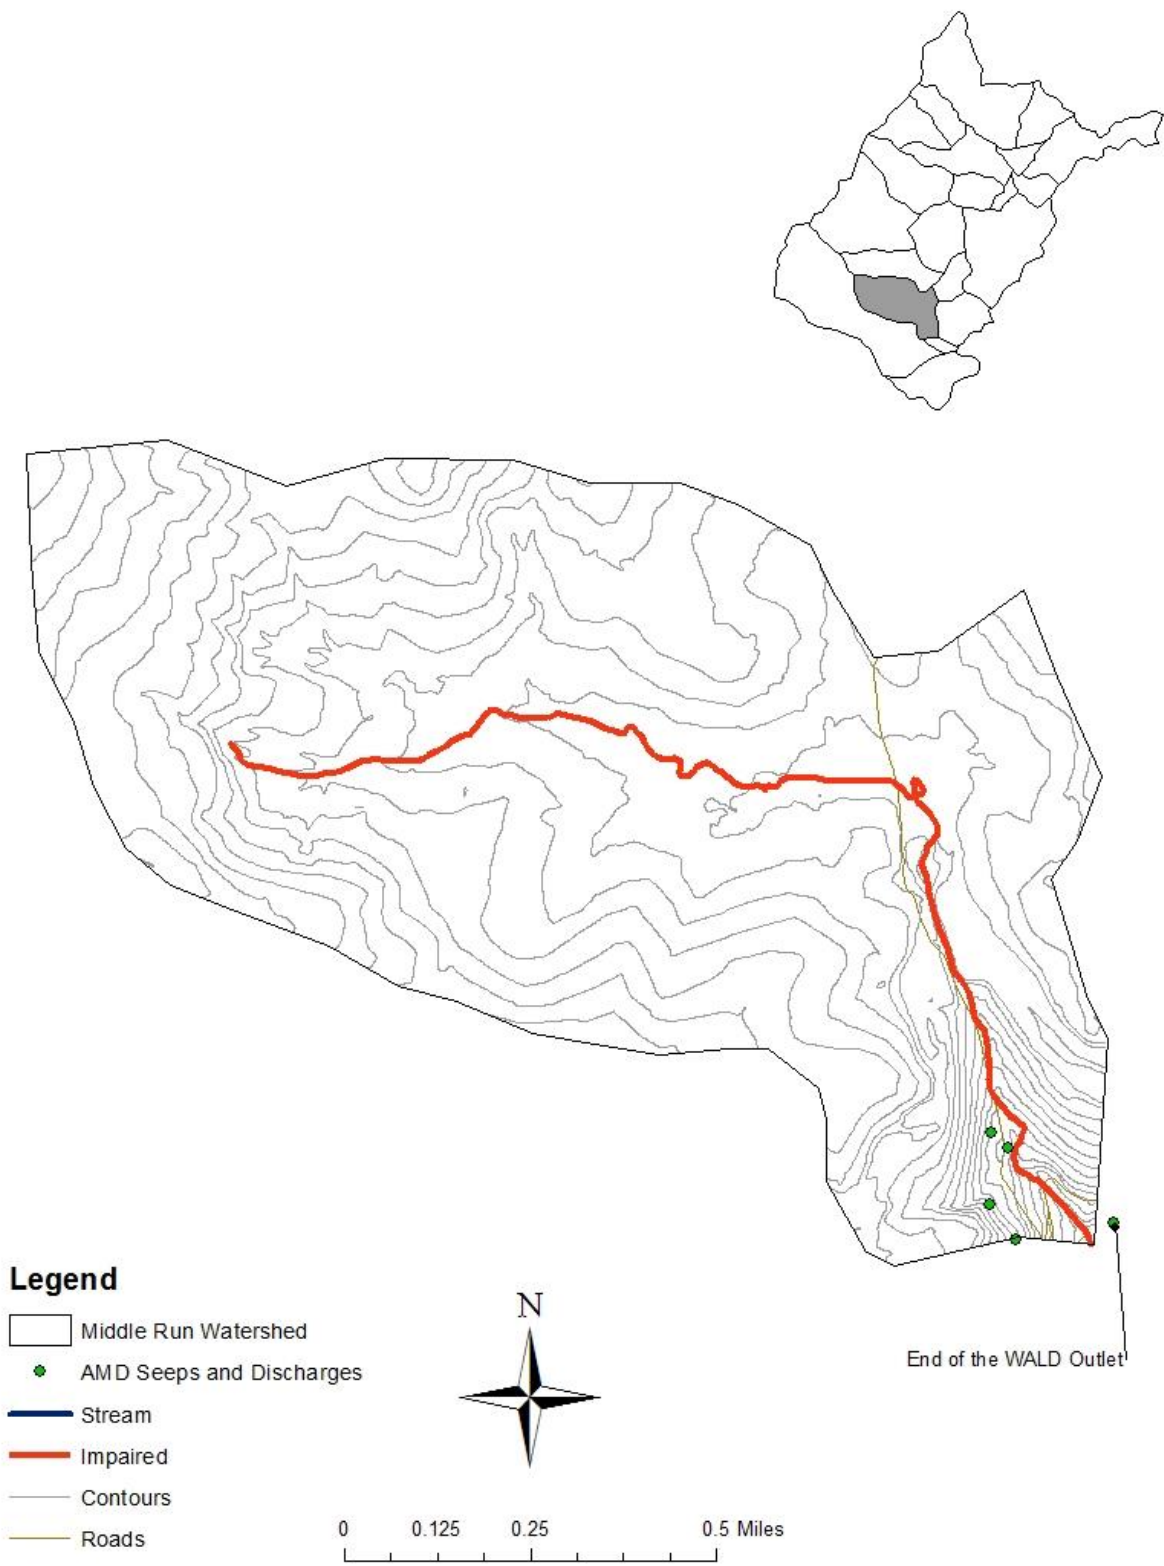 End of the WALD Outlet
Legend
Middle Run Watershed
AMD Seeps and Discharges
Stream
Impaired
Contours
Roads
N
0 0.125 0.25 0.5 Miles